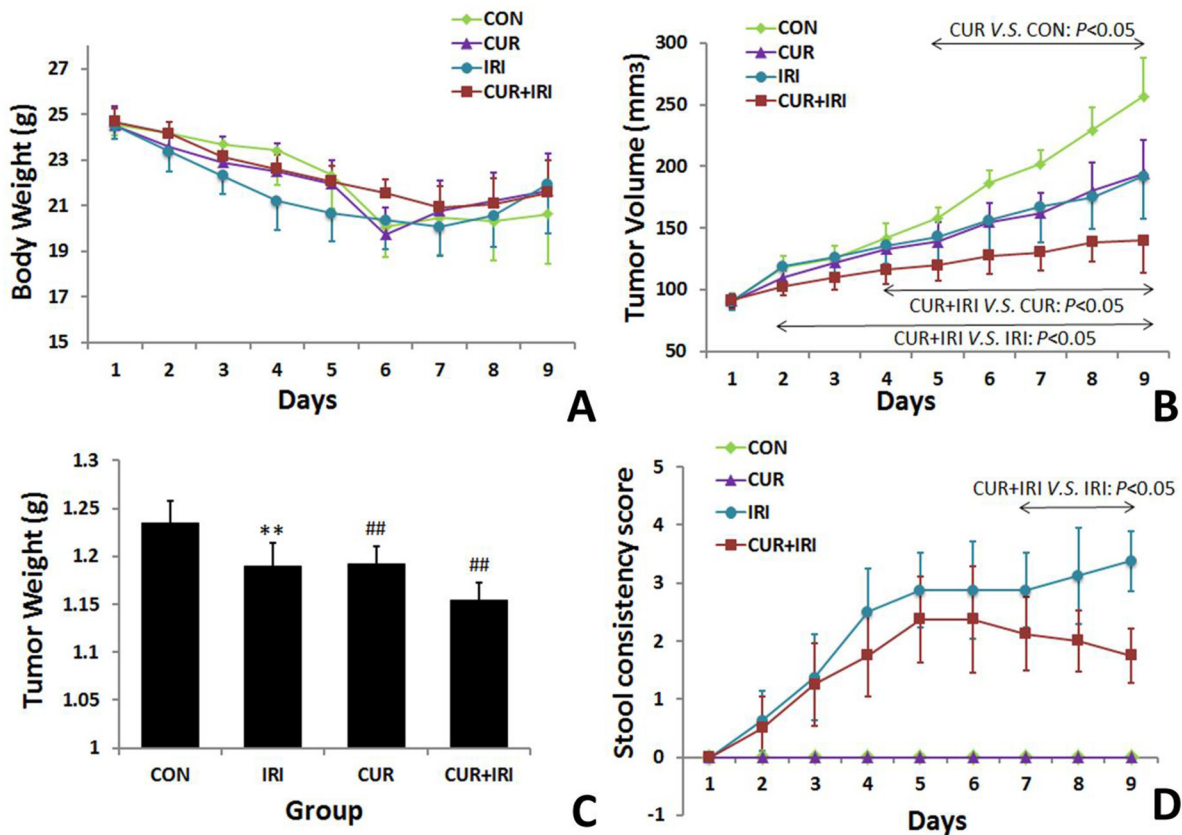 CON
CUR
IRI
CUR+IRI
27
25
23
21
19
17
15
Body Weight (g)
1 2 3 4 5 6 7 8 9
Days
A
CON
CUR
IRI
CUR+IRI
CUR V.S. CON: P<0.05
300
250
200
150
100
50
Tumor Volume (mm3)
CUR+IRI V.S. CUR: P<0.05
CUR+IRI V.S. IRI: P<0.05
1 2 3 4 5 6 7 8 9
Days
B
1.3
1.25
1.2
1.15
1.1
1.05
1
Tumor Weight (g)
**
##
##
CON IRI CUR CUR+IRI
Group
C
CON
CUR
IRI
CUR+IRI
CUR+IRI V.S. IRI: P<0.05
5
4
3
2
1
0
-1
Stool consistency score
1 2 3 4 5 6 7 8 9
Days
D